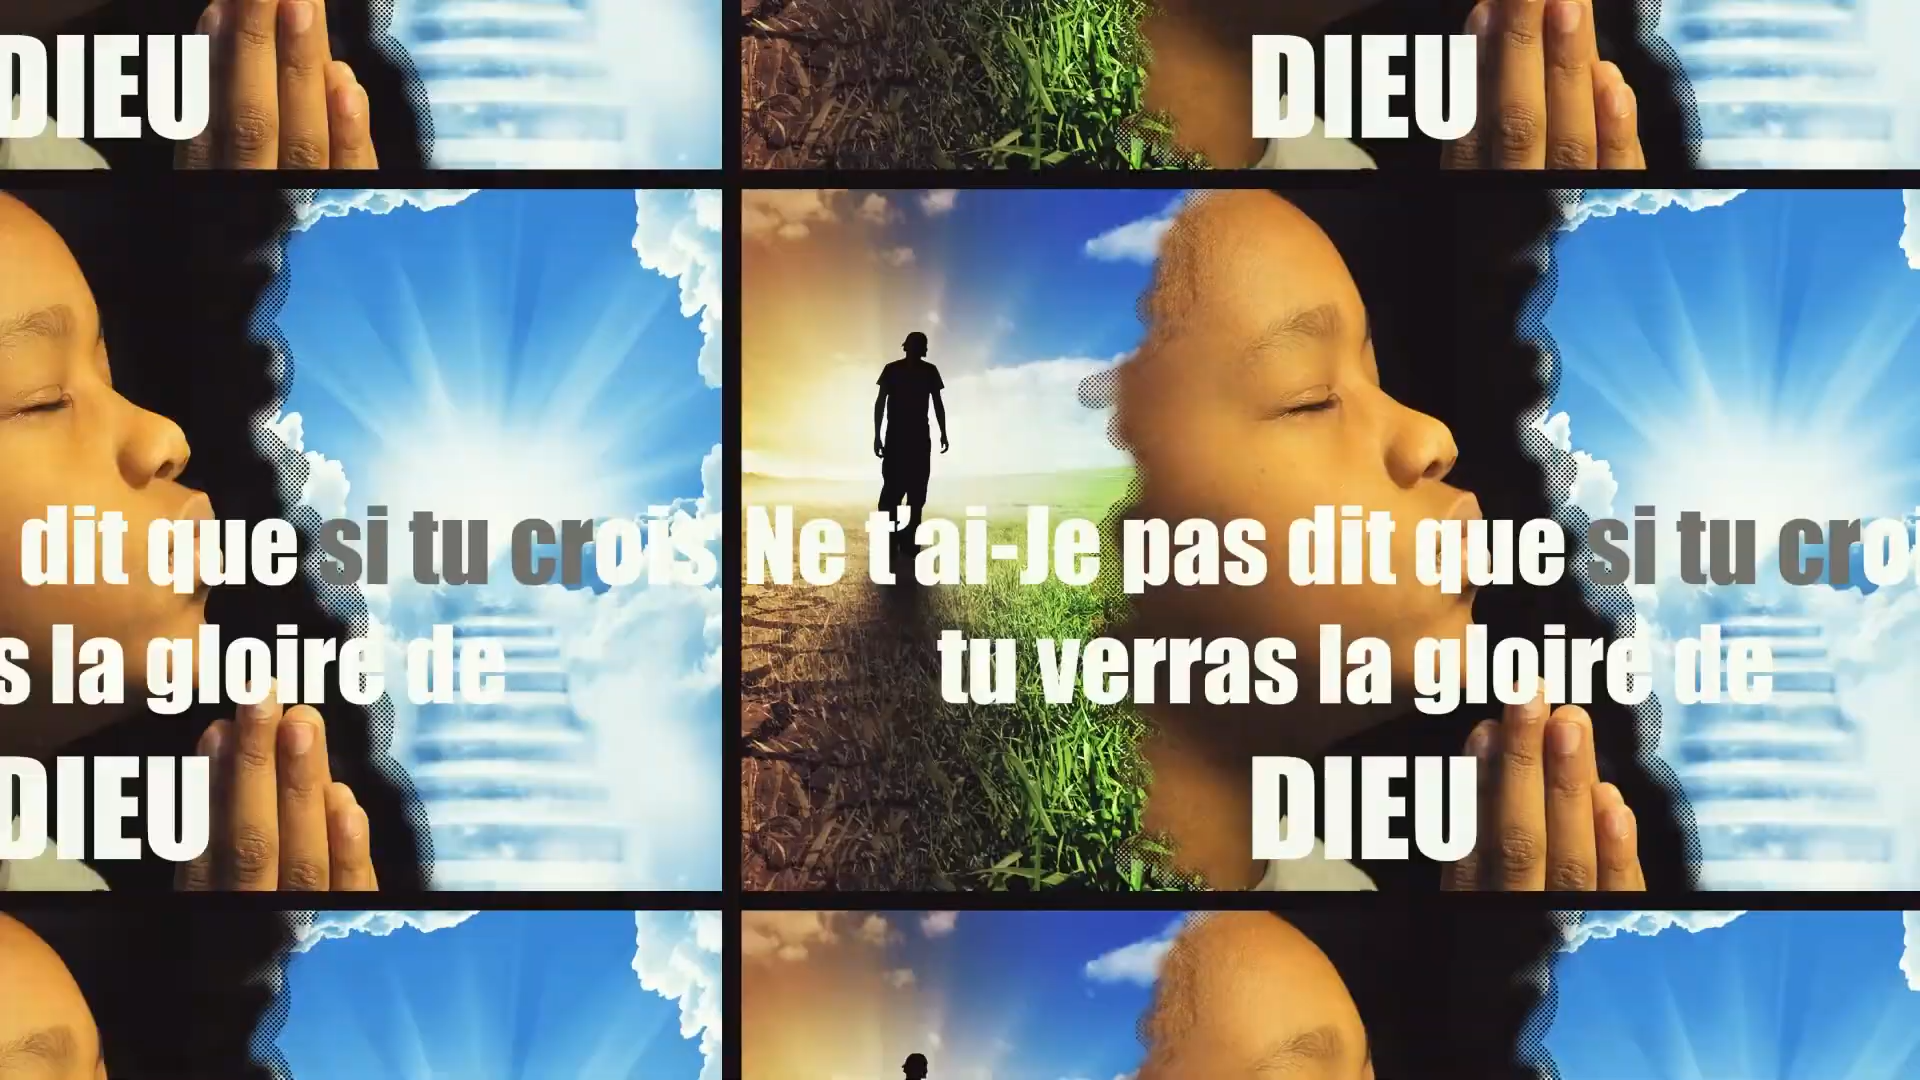 DIEU
DIEU
dit que si tu crois
s la gloire de
DIEU
Ne t'ai-Je pas dit que si tu croi
tu verras la gloire de
DIEU